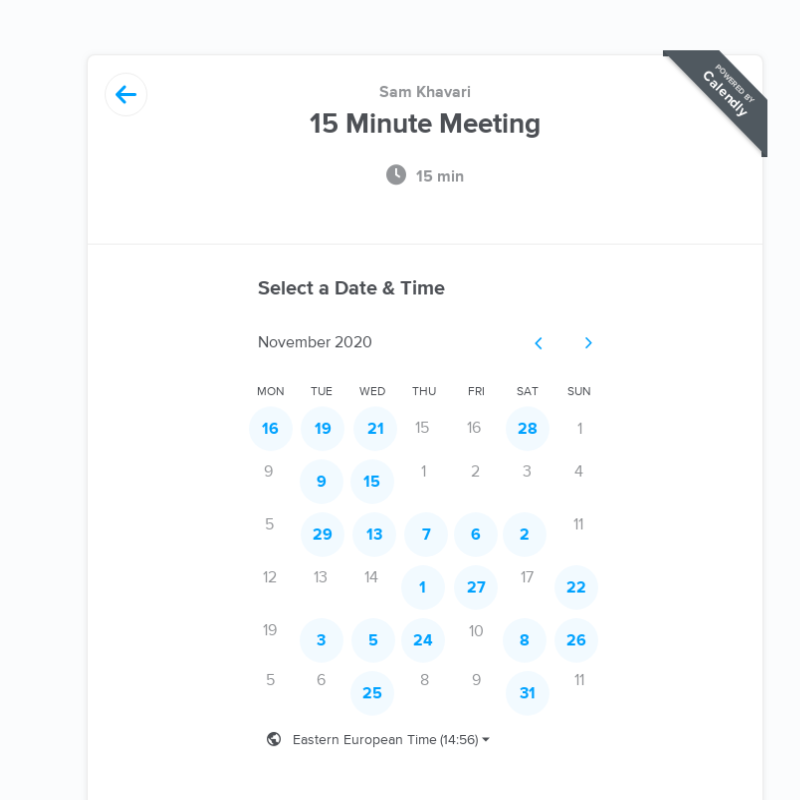 POWERED BY
Calendly
Sam Khavari
15 Minute Meeting
15 min
Select a Date & Time
November 2020
MON TUE WED THU FRI SAT SUN
16 19 21 15 16 28 1
9 9 15 1 2 3 4
5 29 13 7 6 2 11
12 13 14 1 27 17 22
19 3 5 24 10 8 26
5 6 25 8 9 31 11
Eastern European Time (14:56)